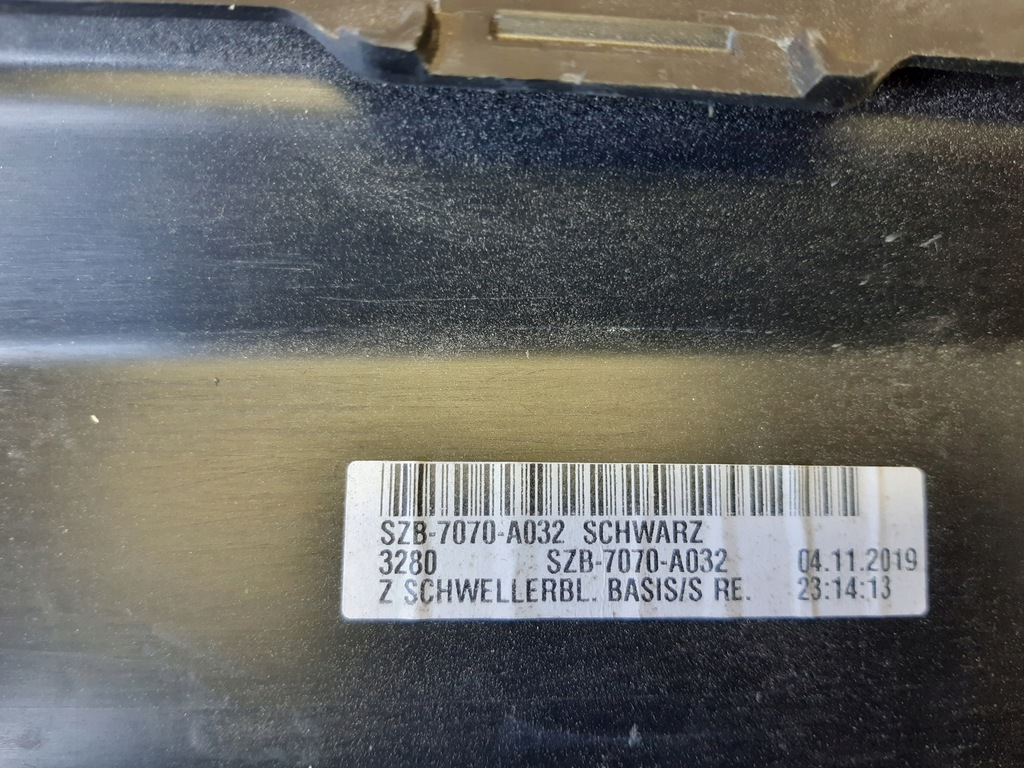 SZB-7070-A032 SCHWARZ
3280 SZB-7070-A032 04.11.2019
Z SCHWELLERBL. BASIS/S RE. 23:14:13